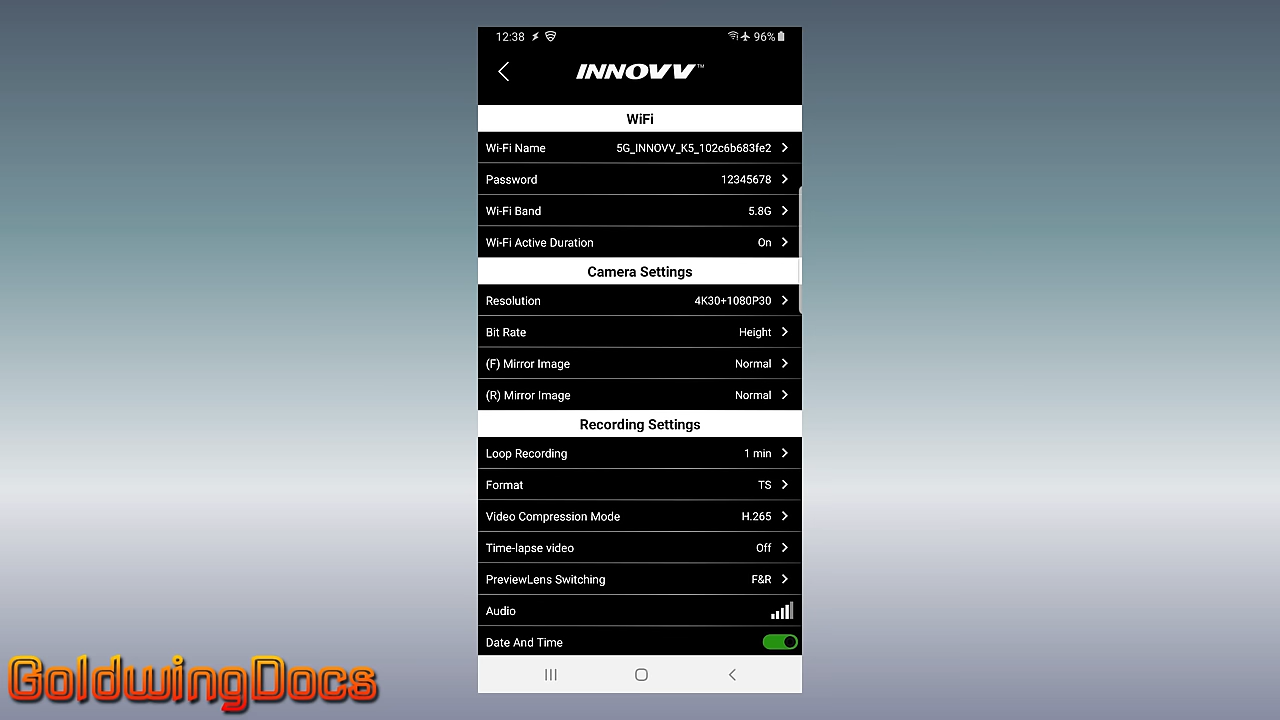 12:38 96%
INNOVV™
WiFi
Wi-Fi Name 5G_INNOVV_K5_102c6b683fe2
Password 12345678
Wi-Fi Band 5.8G
Wi-Fi Active Duration On
Camera Settings
Resolution 4K30+1080P30
Bit Rate Height
(F) Mirror Image Normal
(R) Mirror Image Normal
Recording Settings
Loop Recording 1 min
Format TS
Video Compression Mode H.265
Time-lapse video Off
PreviewLens Switching F&R
Audio
Date And Time
GoldwingDocs